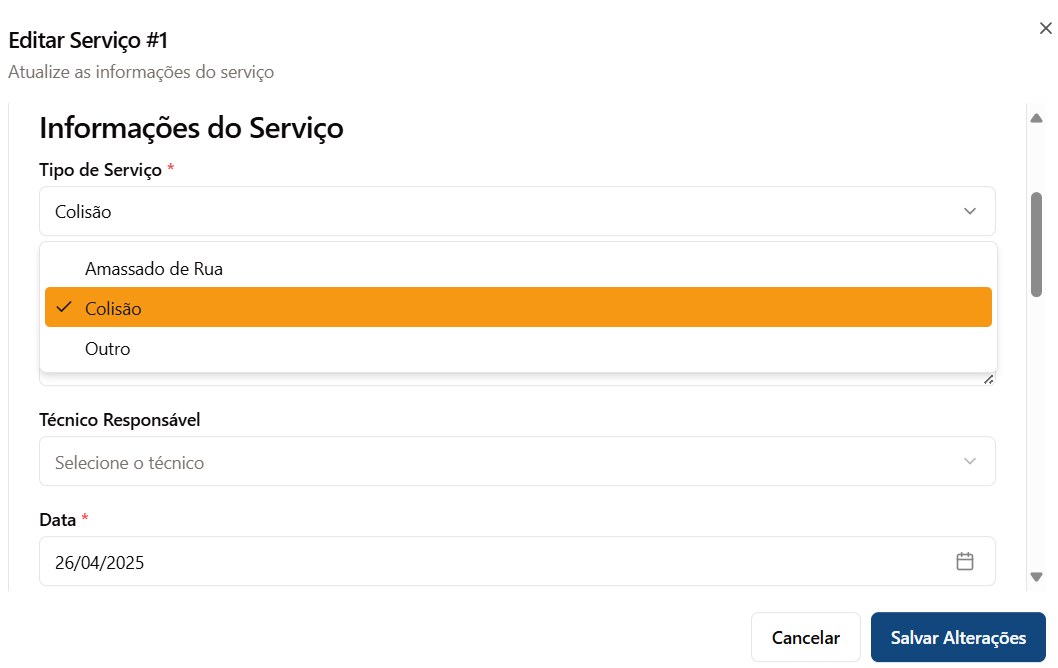 Editar Serviço #1
Atualize as informações do serviço
Informações do Serviço
Tipo de Serviço *
Colisão
Amassado de Rua
Colisão
Outro
Técnico Responsável
Selecione o técnico
Data *
26/04/2025
Cancelar
Salvar Alterações